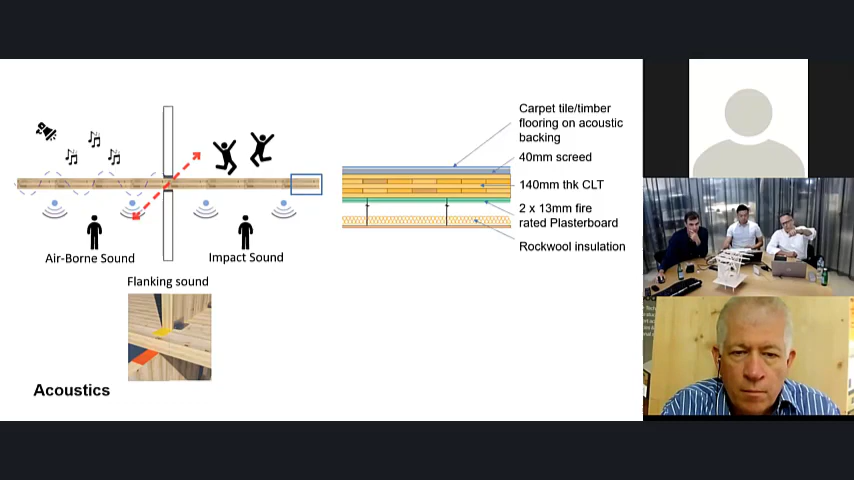 Carpet tile/timber
flooring on acoustic
backing
40mm screed
140mm thk CLT
2 x 13mm fire
rated Plasterboard
Rockwool insulation
Air-Borne Sound
Impact Sound
Flanking sound
Acoustics